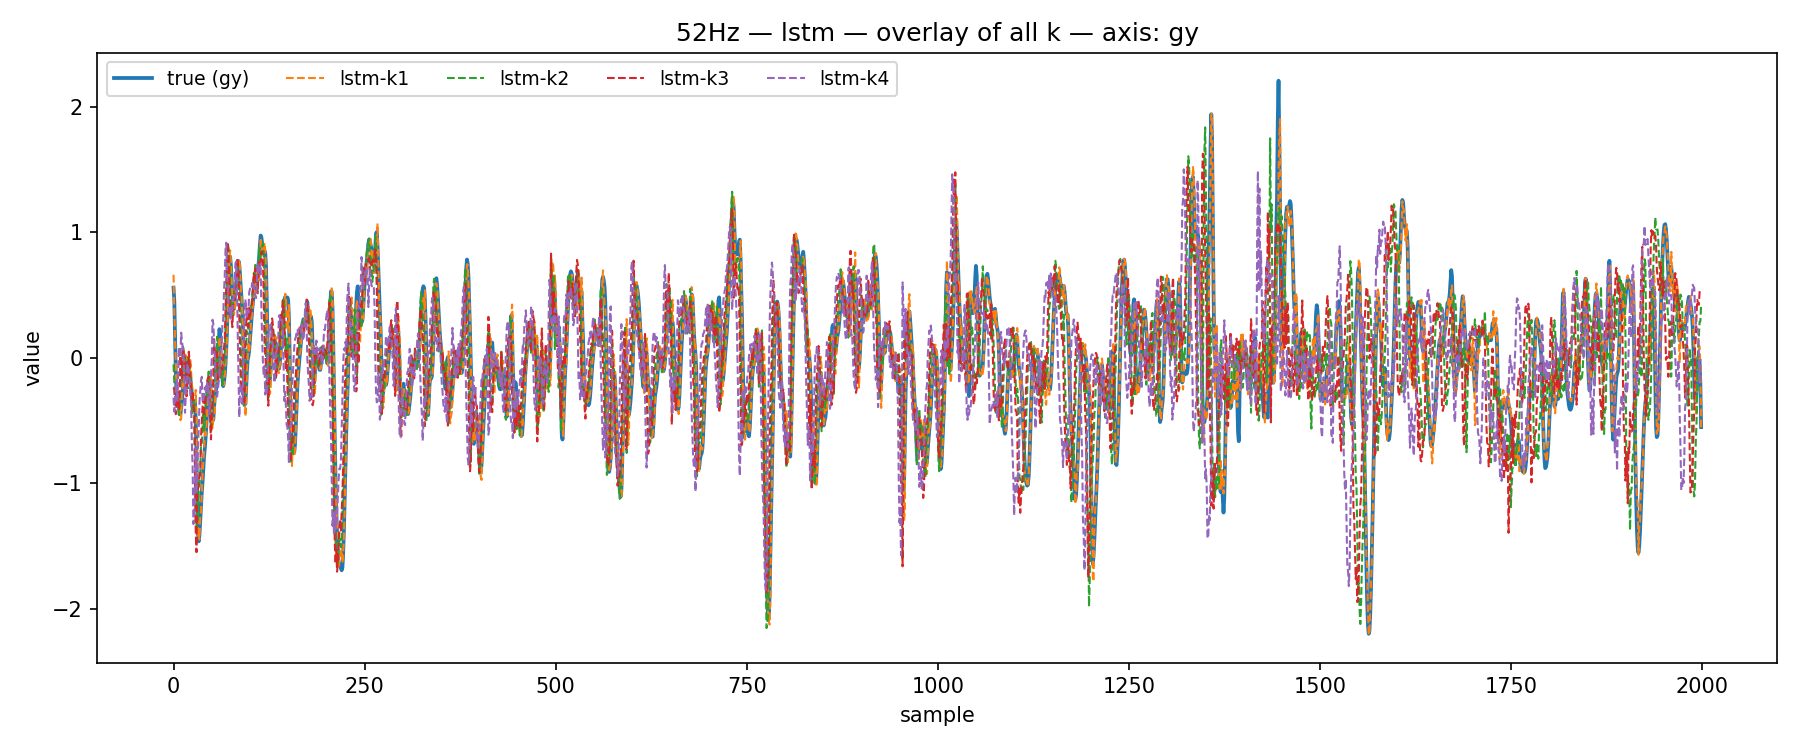 52Hz — lstm — overlay of all k — axis: gy
true (gy) lstm-k1 lstm-k2 lstm-k3 lstm-k4
2
1
0
−1
−2
value
0 250 500 750 1000 1250 1500 1750 2000
sample